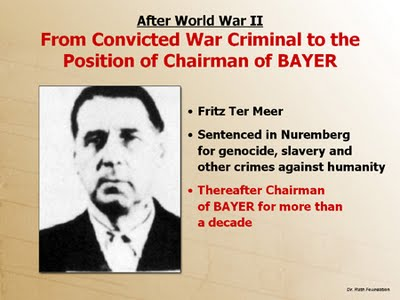 After World War II
From Convicted War Criminal to the
Position of Chairman of BAYER
• Fritz Ter Meer
• Sentenced in Nuremberg
for genocide, slavery and
other crimes against humanity
• Thereafter Chairman
of BAYER for more than
a decade
Dr. Rath Foundation